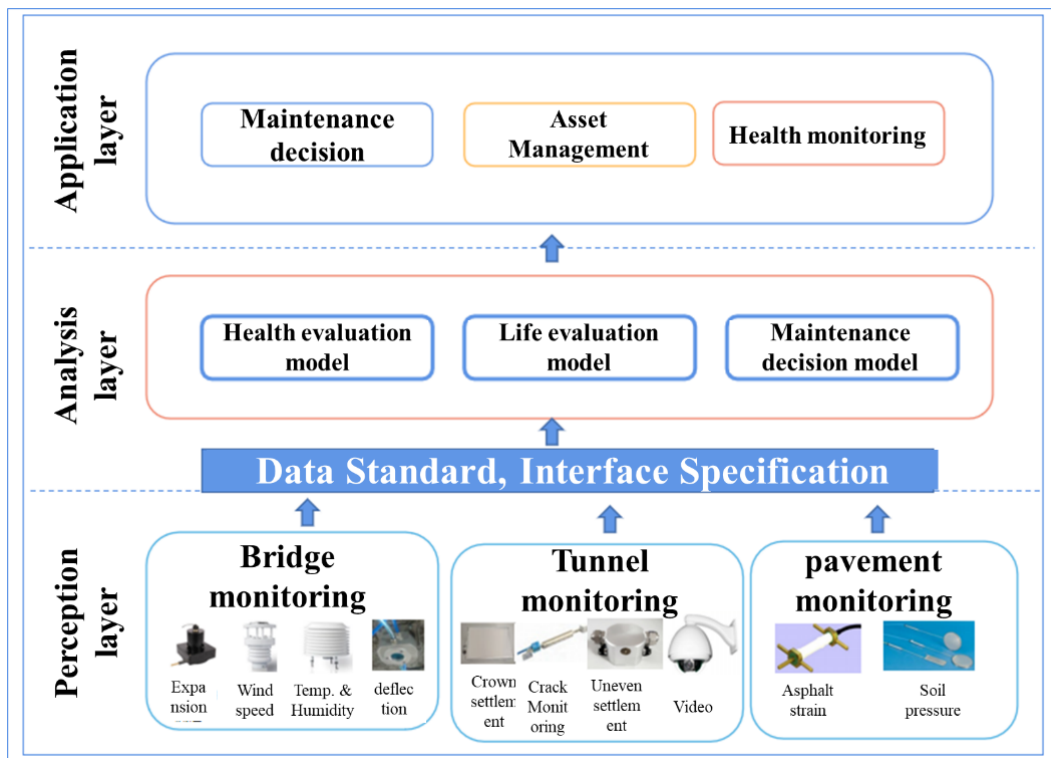 Application
layer
Maintenance
decision
Asset
Management
Health monitoring
Analysis
layer
Health evaluation
model
Life evaluation
model
Maintenance
decision model
Data Standard, Interface Specification
Perception
layer
Bridge
monitoring
Expa
nsion
Wind
speed
Temp. &
Humidity
deflec
tion
Tunnel
monitoring
Crown
settlem
ent
Crack
Monit
oring
Uneven
settlem
ent
Video
pavement
monitoring
Asphalt
strain
Soil
pressure